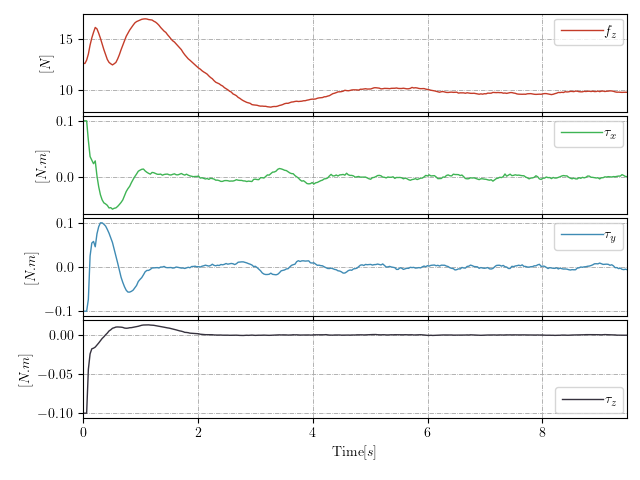 15
10
[N]
f_z
0.1
0.0
[N.m]
τ_x
0.1
0.0
−0.1
[N.m]
τ_y
0.00
−0.05
−0.10
[N.m]
τ_z
0 2 4 6 8
Time[s]